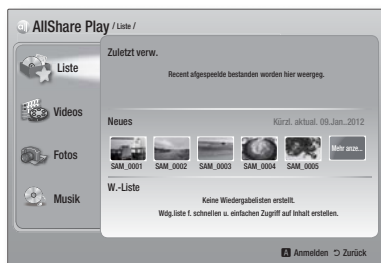 AllShare Play / Liste /
Liste
Videos
Fotos
Musik
Zuletzt verw.
Recent afgespeelde bestanden worden hier weergeg.
Neues
Kürzl. aktual. 09.Jan..2012
SAM_0001
SAM_0002
SAM_0003
SAM_0004
SAM_0005
Mehr anze...
W.-Liste
Keine Wiedergabelisten erstellt.
Wdg.liste f. schnellen u. einfachen Zugriff auf Inhalt erstellen.
A Anmelden Zurück